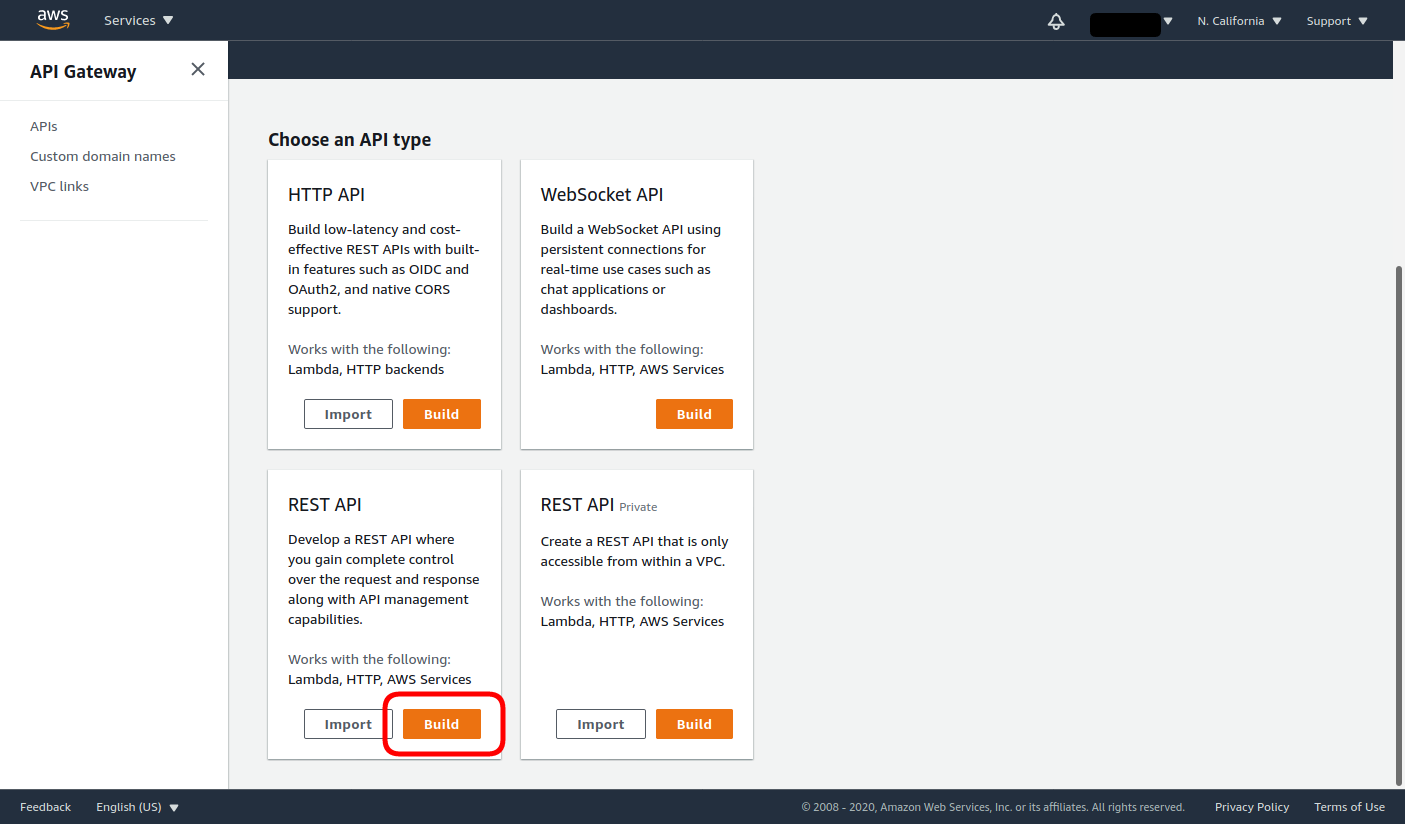 aws
Services
N. California
Support
API Gateway
APIs
Custom domain names
VPC links
Choose an API type
HTTP API
Build low-latency and cost-
effective REST APIs with built-
in features such as OIDC and
OAuth2, and native CORS
support.
Works with the following:
Lambda, HTTP backends
Import
Build
WebSocket API
Build a WebSocket API using
persistent connections for
real-time use cases such as
chat applications or
dashboards.
Works with the following:
Lambda, HTTP, AWS Services
Build
REST API
Develop a REST API where
you gain complete control
over the request and response
along with API management
capabilities.
Works with the following:
Lambda, HTTP, AWS Services
Import
Build
REST API Private
Create a REST API that is only
accessible from within a VPC.
Works with the following:
Lambda, HTTP, AWS Services
Import
Build
Feedback
English (US)
© 2008 - 2020, Amazon Web Services, Inc. or its affiliates. All rights reserved.
Privacy Policy
Terms of Use